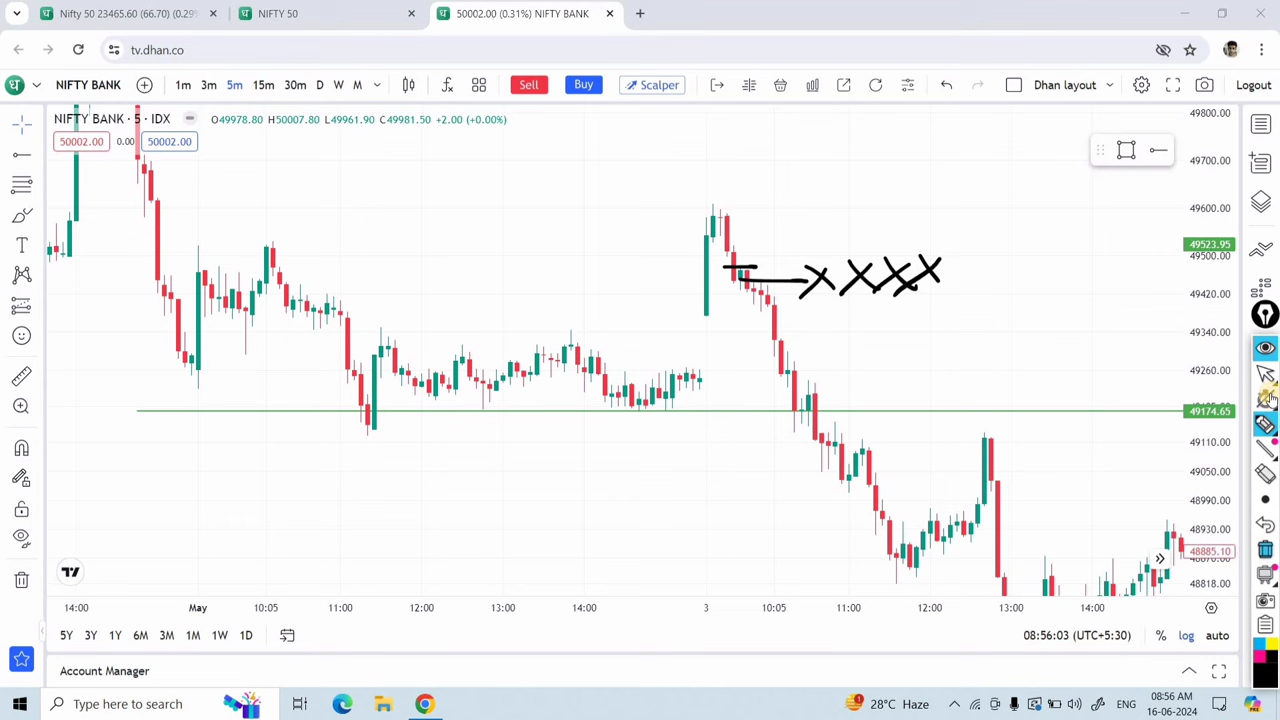 Nifty 50 23465.60 (66.70) (0.29%
NIFTY 50
50002.00 (0.31%) NIFTY BANK
tv.dhan.co
NIFTY BANK 1m 3m 5m 15m 30m D W M Sell Buy Scalper Dhan layout Logout
NIFTY BANK · 5 · IDX O49978.80 H50007.80 L49961.90 C49981.50 +2.00 (+0.00%)
50002.00 0.00 50002.00
49800.00
49700.00
49600.00
49523.95
49500.00
XXXX
49420.00
49340.00
49260.00
49174.65
49110.00
49050.00
48990.00
48930.00
48885.10
48818.00
14:00 May 10:05 11:00 12:00 13:00 14:00 3 10:05 11:00 12:00 13:00 14:00
5Y 3Y 1Y 6M 3M 1M 1W 1D 08:56:03 (UTC+5:30) % log auto
Account Manager
Type here to search 28°C Haze 08:56 AM
16-06-2024